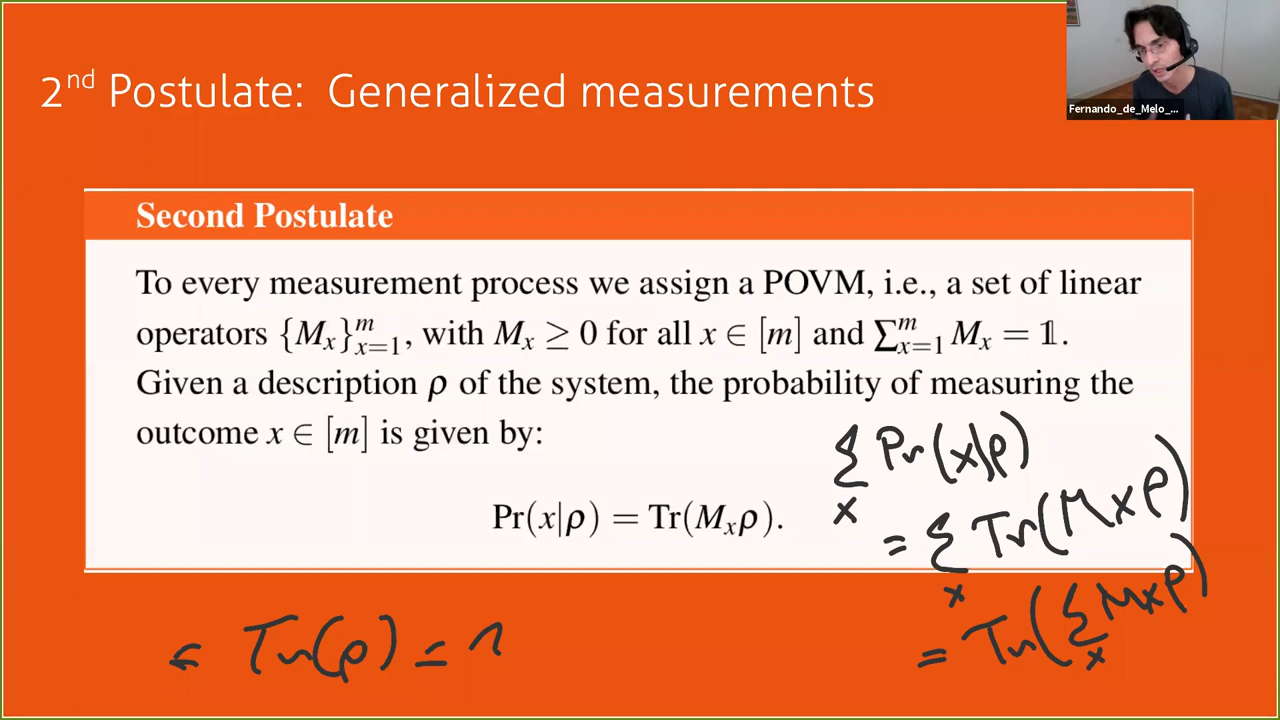 2nd Postulate: Generalized measurements
Fernando_de_Melo_...
Second Postulate
To every measurement process we assign a POVM, i.e., a set of linear
operators {Mₓ}ᵐₓ₌₁, with Mₓ ≥ 0 for all x ∈ [m] and ∑ᵐₓ₌₁ Mₓ = 𝟙.
Given a description ρ of the system, the probability of measuring the
outcome x ∈ [m] is given by:
Pr(x|ρ) = Tr(Mₓρ).
∑ₓ Pr(x|ρ)
= ∑ₓ Tr(Mxρ)
= Tr(∑ₓ Mxρ)
= Tr(ρ) = 1